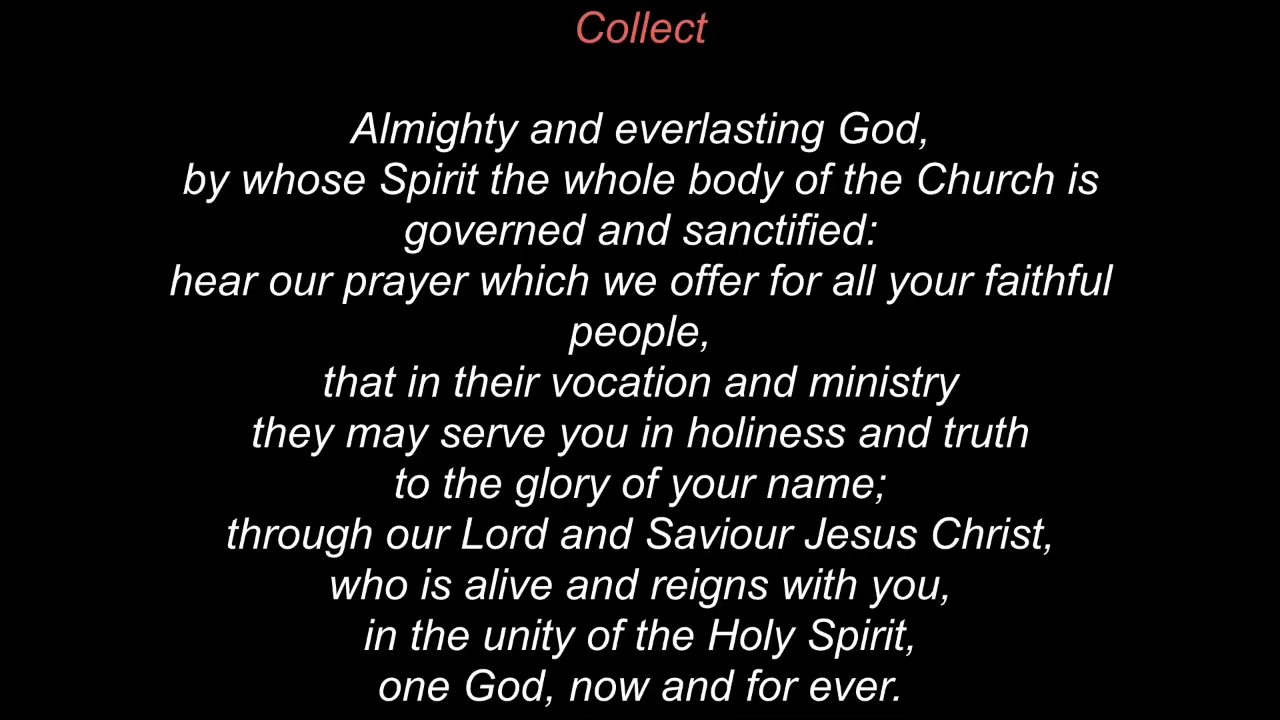 Collect
Almighty and everlasting God,
by whose Spirit the whole body of the Church is
governed and sanctified:
hear our prayer which we offer for all your faithful
people,
that in their vocation and ministry
they may serve you in holiness and truth
to the glory of your name;
through our Lord and Saviour Jesus Christ,
who is alive and reigns with you,
in the unity of the Holy Spirit,
one God, now and for ever.